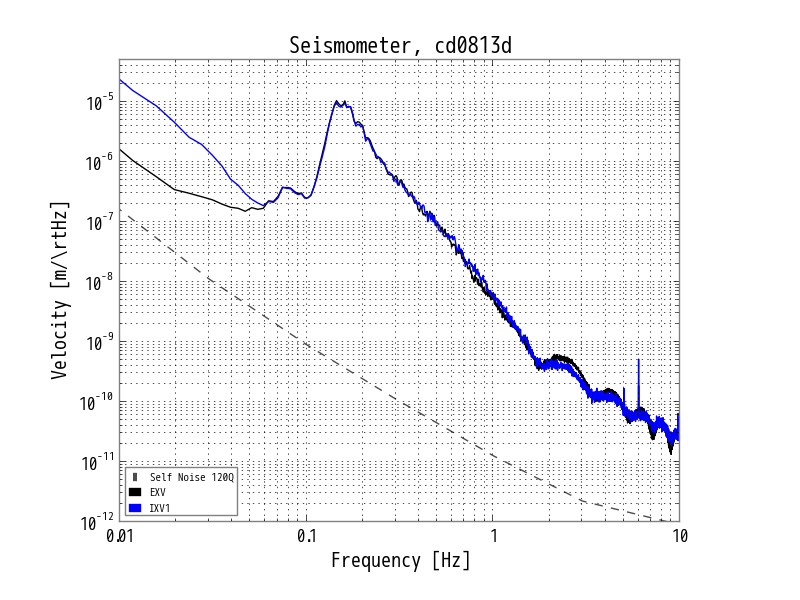 Seismometer, cd0813d
Velocity [m/\rtHz]
10-5
10-6
10-7
10-8
10-9
10-10
10-11
10-12
Self Noise 120Q
EXV
IXV1
0.01 0.1 1 10
Frequency [Hz]